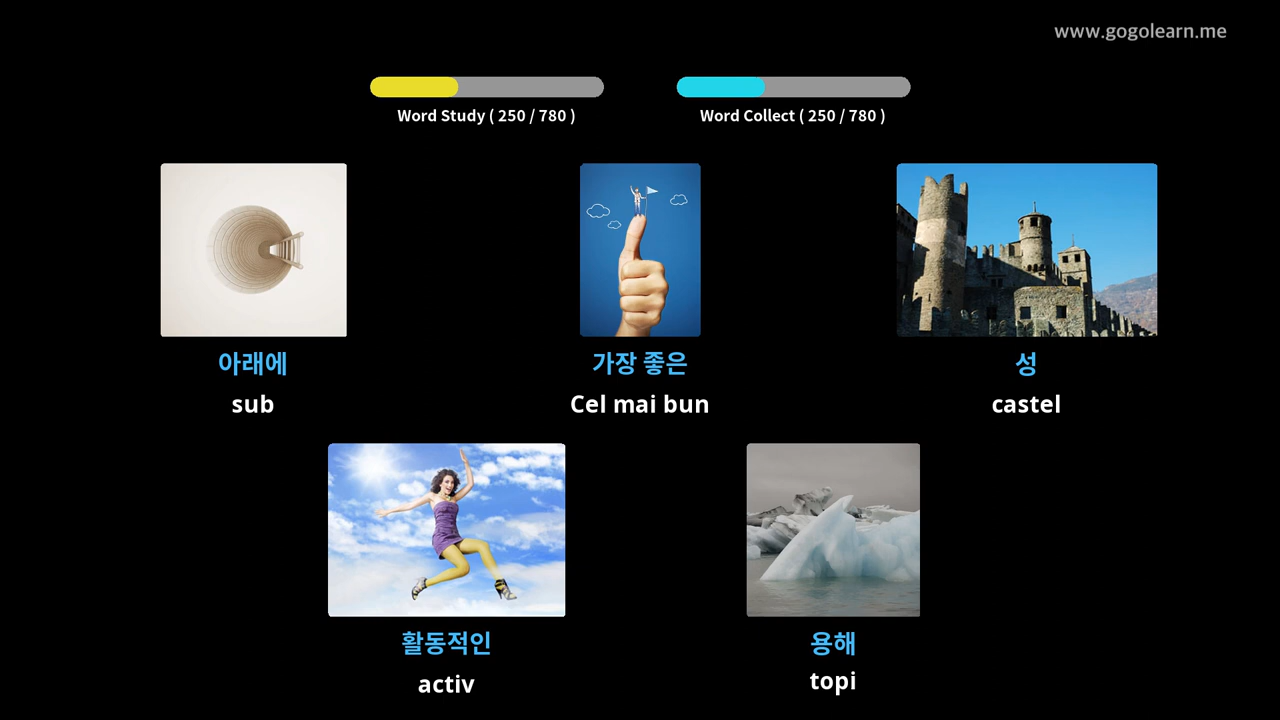 www.gogolearn.me
Word Study ( 250 / 780 )
Word Collect ( 250 / 780 )
아래에
sub
가장 좋은
Cel mai bun
성
castel
활동적인
activ
용해
topi